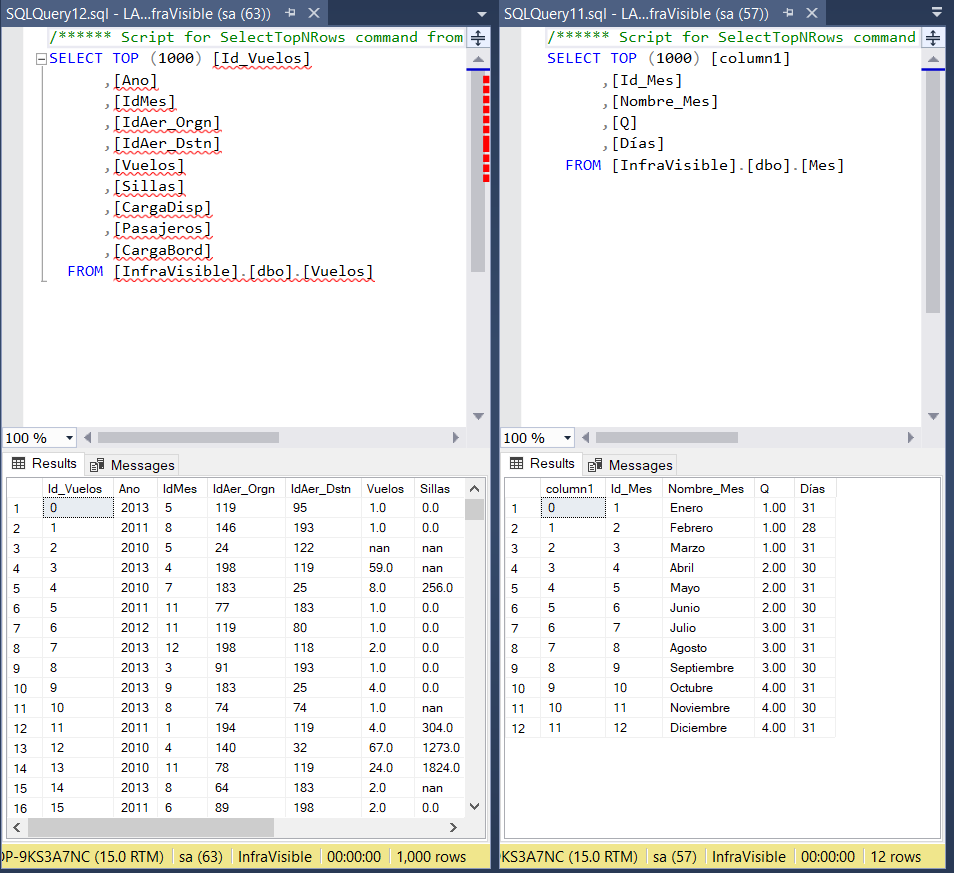 SQLQuery12.sql - LA...fraVisible (sa (63))
/****** Script for SelectTopNRows command from
SELECT TOP (1000) [Id_Vuelos]
,[Ano]
,[IdMes]
,[IdAer_Orgn]
,[IdAer_Dstn]
,[Vuelos]
,[Sillas]
,[CargaDisp]
,[Pasajeros]
,[CargaBord]
FROM [InfraVisible].[dbo].[Vuelos]
100 %
Results Messages
Id_Vuelos Ano IdMes IdAer_Orgn IdAer_Dstn Vuelos Sillas
1 0 2013 5 119 95 1.0 0.0
2 1 2011 8 146 193 1.0 0.0
3 2 2010 5 24 122 nan nan
4 3 2013 4 198 119 59.0 nan
5 4 2010 7 183 25 8.0 256.0
6 5 2011 11 77 183 1.0 0.0
7 6 2012 11 119 80 1.0 0.0
8 7 2013 12 198 118 2.0 0.0
9 8 2013 3 91 193 1.0 0.0
10 9 2013 9 183 25 4.0 0.0
11 10 2013 8 74 74 1.0 nan
12 11 2011 1 194 119 4.0 304.0
13 12 2010 4 140 32 67.0 1273.0
14 13 2010 11 78 119 24.0 1824.0
15 14 2013 8 64 183 2.0 nan
16 15 2011 6 89 198 2.0 0.0
OP-9KS3A7NC (15.0 RTM) sa (63) InfraVisible 00:00:00 1,000 rows
SQLQuery11.sql - LA...fraVisible (sa (57))
/****** Script for SelectTopNRows command
SELECT TOP (1000) [column1]
,[Id_Mes]
,[Nombre_Mes]
,[Q]
,[Días]
FROM [InfraVisible].[dbo].[Mes]
100 %
Results Messages
column1 Id_Mes Nombre_Mes Q Días
1 0 1 Enero 1.00 31
2 1 2 Febrero 1.00 28
3 2 3 Marzo 1.00 31
4 3 4 Abril 2.00 30
5 4 5 Mayo 2.00 31
6 5 6 Junio 2.00 30
7 6 7 Julio 3.00 31
8 7 8 Agosto 3.00 31
9 8 9 Septiembre 3.00 30
10 9 10 Octubre 4.00 31
11 10 11 Noviembre 4.00 30
12 11 12 Diciembre 4.00 31
KS3A7NC (15.0 RTM) sa (57) InfraVisible 00:00:00 12 rows